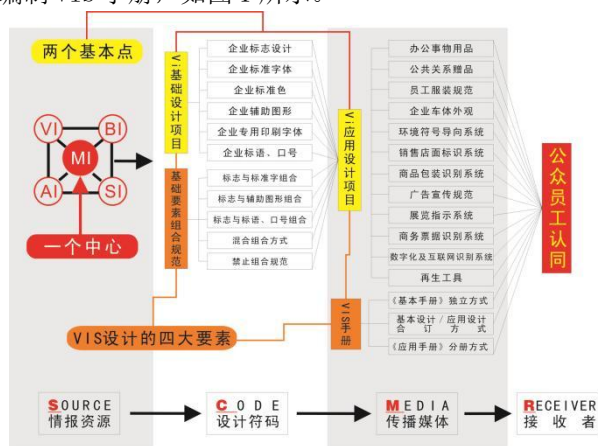 编制 VIS 手册，如图 1 所示。
两个基本点
VI
BI
MI
AI
SI
一个中心
VI基础设计项目
企业标志设计
企业标准字体
企业标准色
企业辅助图形
企业专用印刷字体
企业标语、口号
基础要素组合规范
标志与标准字组合
标志与辅助图形组合
标志与标语、口号组合
混合组合方式
禁止组合规范
VIS设计的四大要素
Vi应用设计项目
办公事物用品
公共关系赠品
员工服装规范
企业车体外观
环境符号导向系统
销售店面标识系统
商品包装识别系统
广告宣传规范
展览指示系统
商务票据识别系统
数字化及互联网识别系统
再生工具
VIS手册
《基本手册》独立方式
基本设计/应用设计
合订方式
《应用手册》分册方式
公众员工认同
SOURCE
情报资源
CODE
设计符码
MEDIA
传播媒体
RECEIVER
接收者